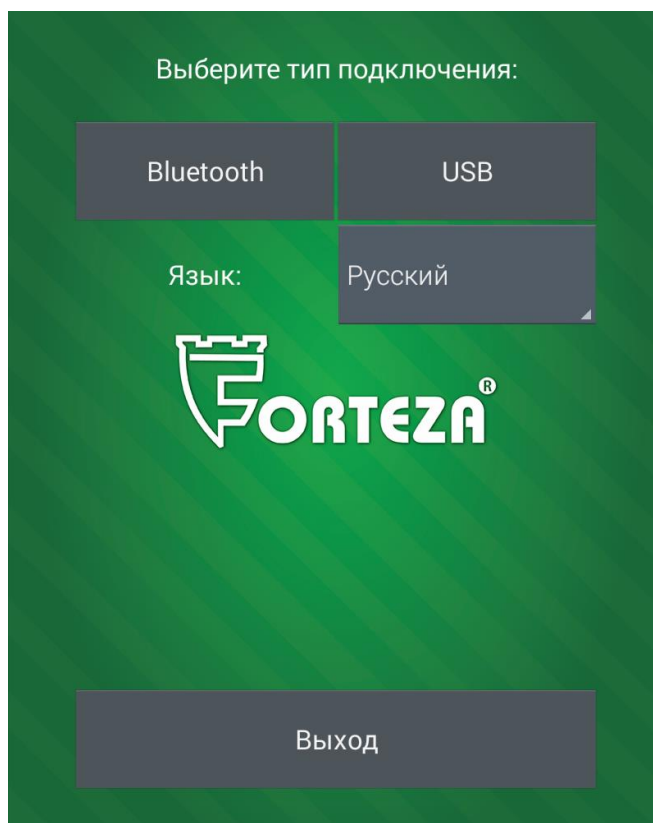 Выберите тип подключения:
Bluetooth USB
Язык: Русский
FORTEZA®
Выход